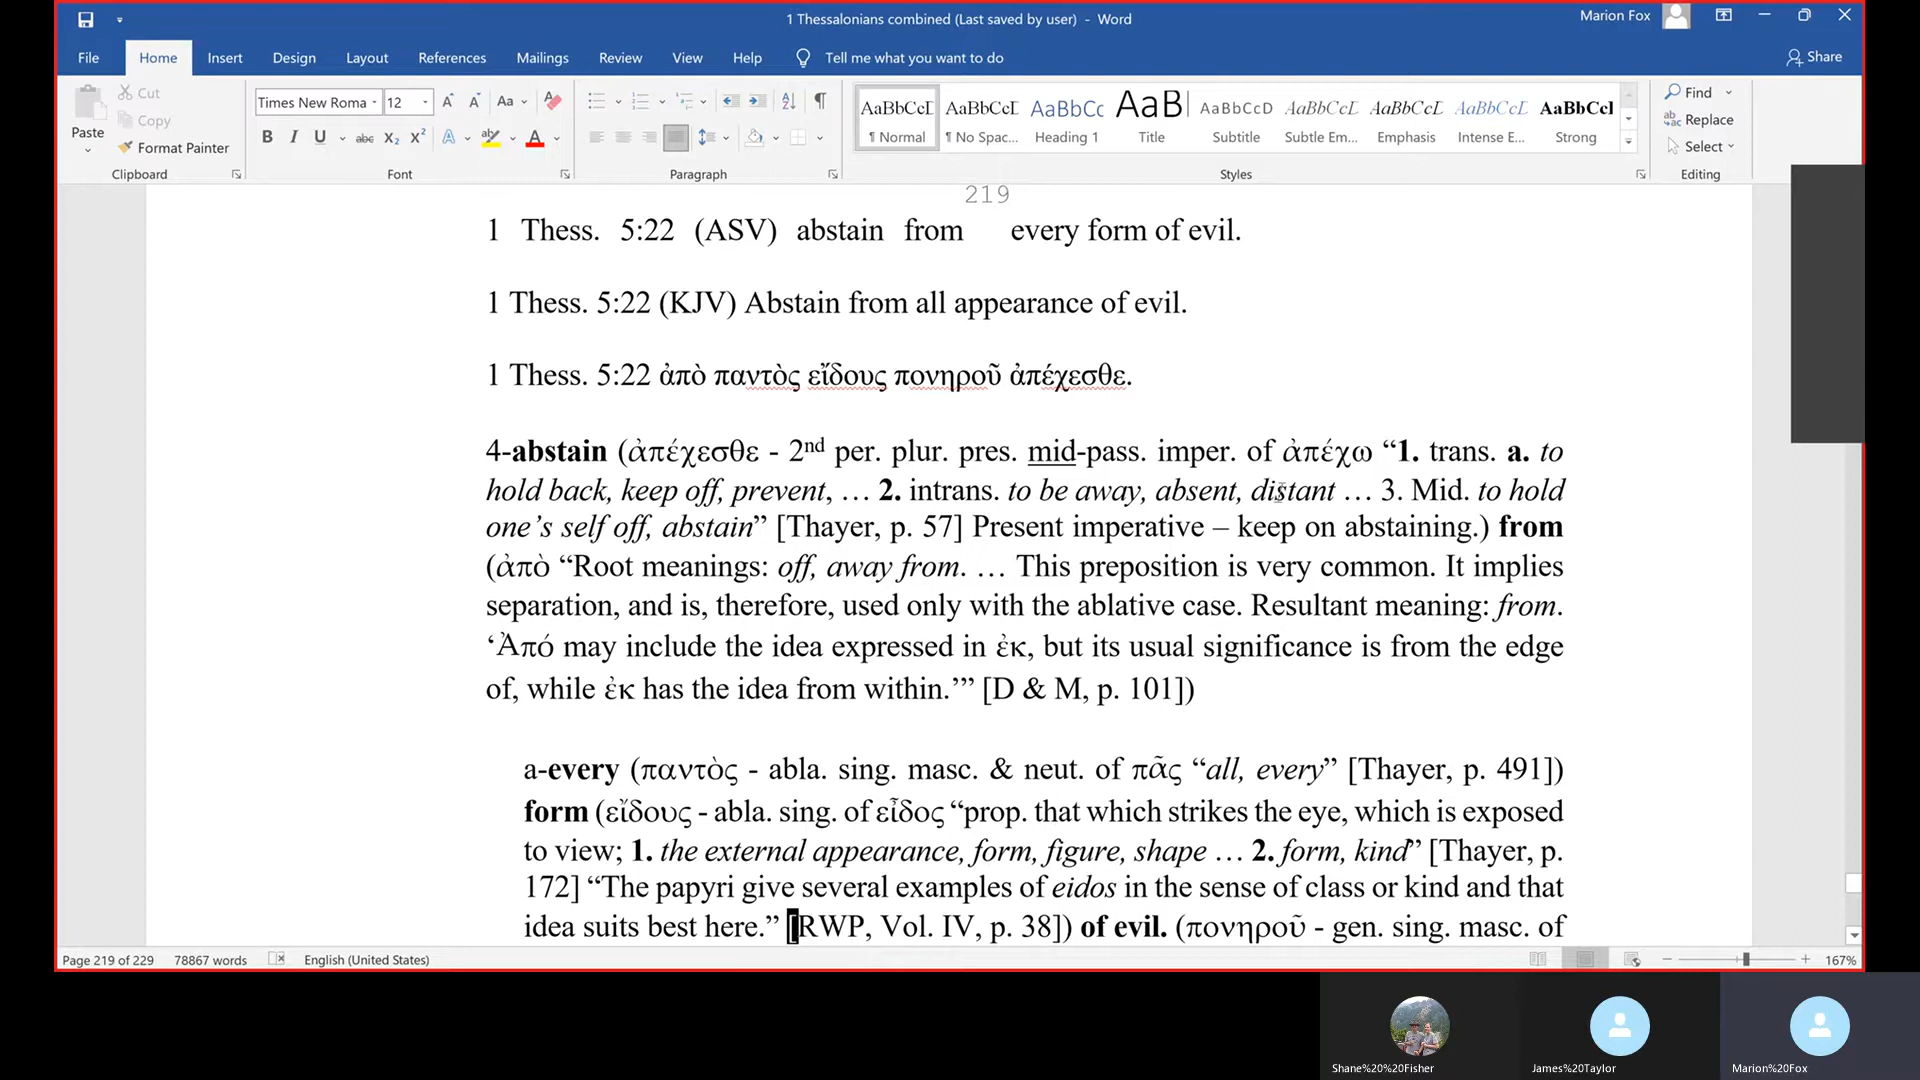 1 Thessalonians combined (Last saved by user) - Word
Marion Fox
File Home Insert Design Layout References Mailings Review View Help Tell me what you want to do Share
Paste
Cut
Copy
Format Painter
Clipboard
Times New Roma 12
Font
Paragraph
AaBbCcD AaBbCcD AaBbCc AaB AaBbCcD AaBbCcL AaBbCcL AaBbCcL AaBbCcl
¶ Normal ¶ No Spac... Heading 1 Title Subtitle Subtle Em... Emphasis Intense E... Strong
Styles
Find
Replace
Select
Editing
219
1 Thess. 5:22 (ASV) abstain from every form of evil.
1 Thess. 5:22 (KJV) Abstain from all appearance of evil.
1 Thess. 5:22 ἀπὸ παντὸς εἴδους πονηροῦ ἀπέχεσθε.
4-abstain (ἀπέχεσθε - 2nd per. plur. pres. mid-pass. imper. of ἀπέχω “1. trans. a. to
hold back, keep off, prevent, … 2. intrans. to be away, absent, distant … 3. Mid. to hold
one’s self off, abstain” [Thayer, p. 57] Present imperative – keep on abstaining.) from
(ἀπὸ “Root meanings: off, away from. … This preposition is very common. It implies
separation, and is, therefore, used only with the ablative case. Resultant meaning: from.
‘Ἀπό may include the idea expressed in ἐκ, but its usual significance is from the edge
of, while ἐκ has the idea from within.’” [D & M, p. 101])
a-every (παντὸς - abla. sing. masc. & neut. of πᾶς “all, every” [Thayer, p. 491])
form (εἴδους - abla. sing. of εἶδος “prop. that which strikes the eye, which is exposed
to view; 1. the external appearance, form, figure, shape … 2. form, kind” [Thayer, p.
172] “The papyri give several examples of eidos in the sense of class or kind and that
idea suits best here.” [RWP, Vol. IV, p. 38]) of evil. (πονηροῦ - gen. sing. masc. of
Page 219 of 229 78867 words English (United States) 167%
Shane%20%20Fisher James%20Taylor Marion%20Fox